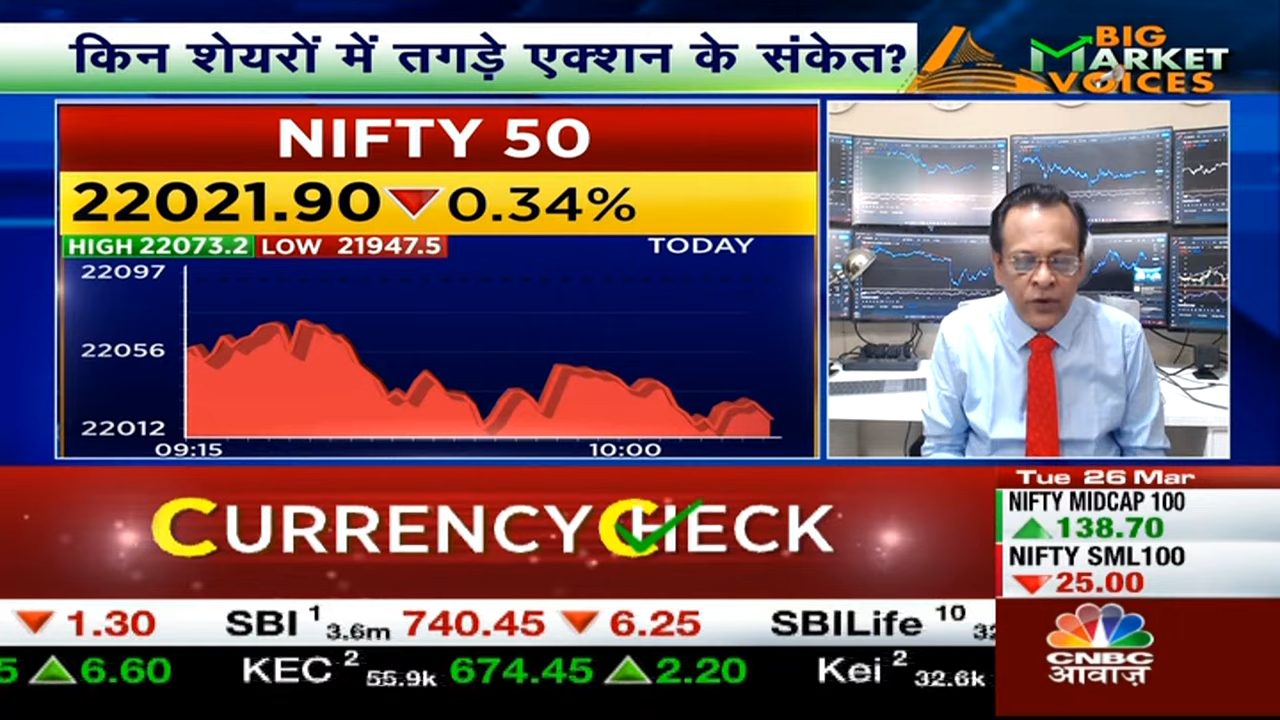 किन शेयरों में तगड़े एक्शन के संकेत?
BIG
MARKET
VOICES
NIFTY 50
22021.90 0.34%
HIGH 22073.2 LOW 21947.5 TODAY
22097
22056
22012
09:15 10:00
CURRENCY CHECK
Tue 26 Mar
NIFTY MIDCAP 100
138.70
NIFTY SML100
25.00
1.30 SBI 1 3.6m 740.45 6.25 SBILife 10
5 6.60 KEC 2 55.9k 674.45 2.20 Kei 2 32.6k
CNBC
आवाज़